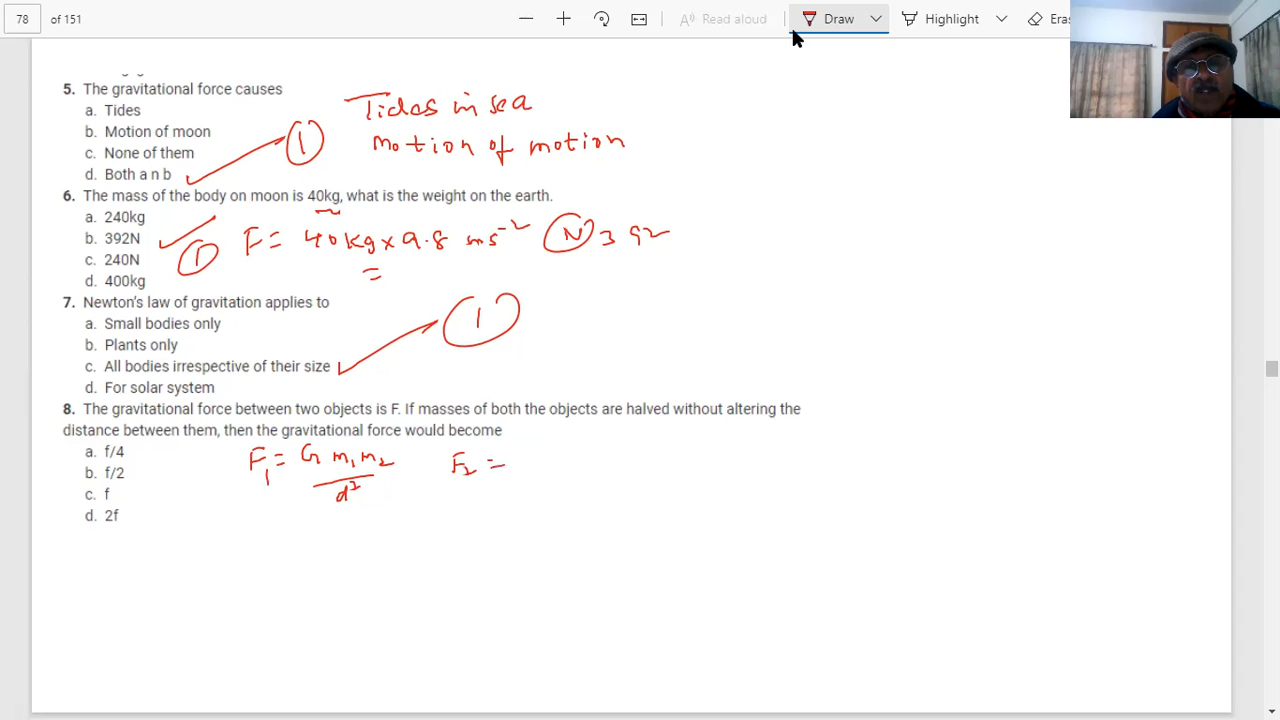 78 of 151
Read aloud
Draw
Highlight
Eras
5. The gravitational force causes
a. Tides
b. Motion of moon
c. None of them
d. Both a n b
1
Tides in sea
motion of motion
6. The mass of the body on moon is 40kg, what is the weight on the earth.
a. 240kg
b. 392N
c. 240N
d. 400kg
1
F = 40kg x 9.8 ms⁻² N 392
=
7. Newton's law of gravitation applies to
a. Small bodies only
b. Plants only
c. All bodies irrespective of their size
d. For solar system
1
8. The gravitational force between two objects is F. If masses of both the objects are halved without altering the
distance between them, then the gravitational force would become
a. f/4
b. f/2
c. f
d. 2f
F₁ = G m₁ m₂
d²
F₂ =